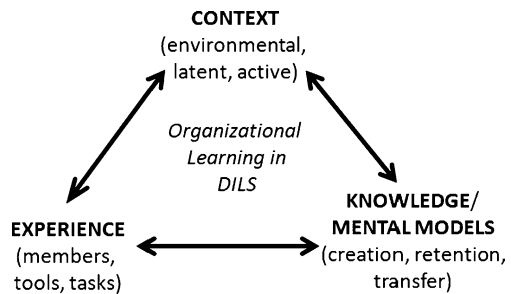 CONTEXT
(environmental,
latent, active)
Organizational
Learning in
DILS
EXPERIENCE
(members,
tools, tasks)
KNOWLEDGE/
MENTAL MODELS
(creation, retention,
transfer)